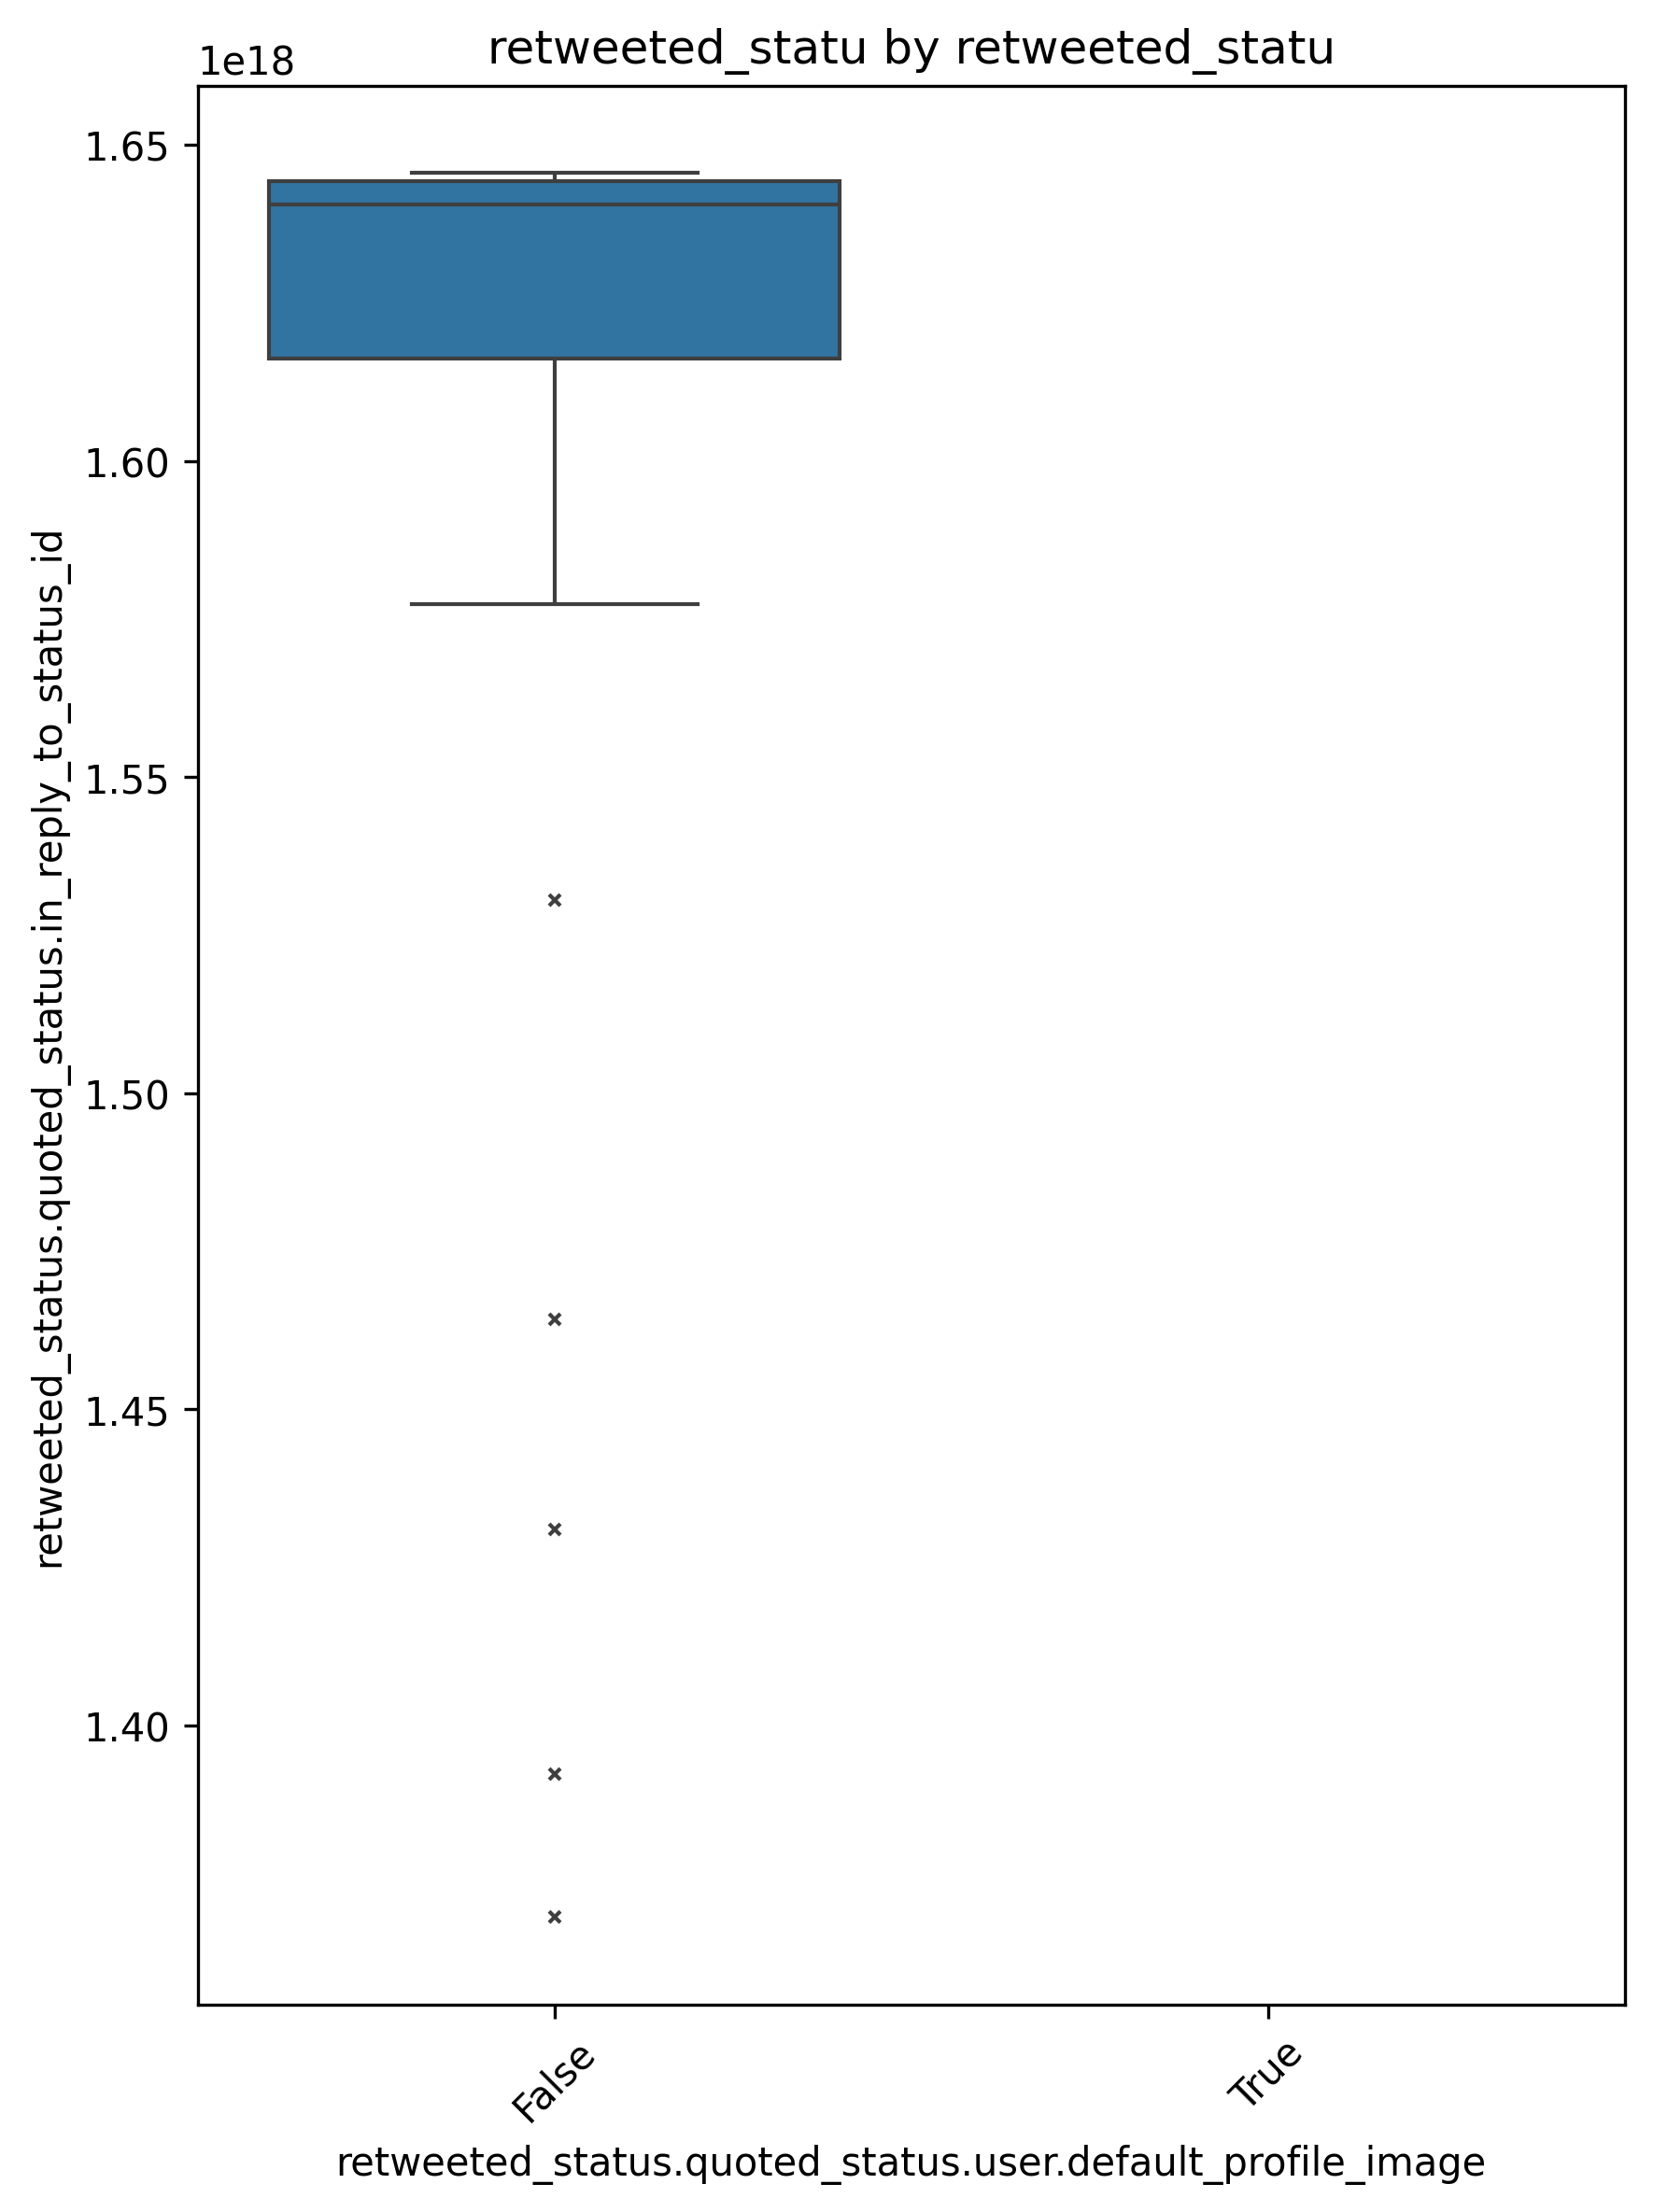 retweeted_statu by retweeted_statu
1e18
1.65
1.60
1.55
1.50
1.45
1.40
retweeted_status.quoted_status.in_reply_to_status_id
False
True
retweeted_status.quoted_status.user.default_profile_image